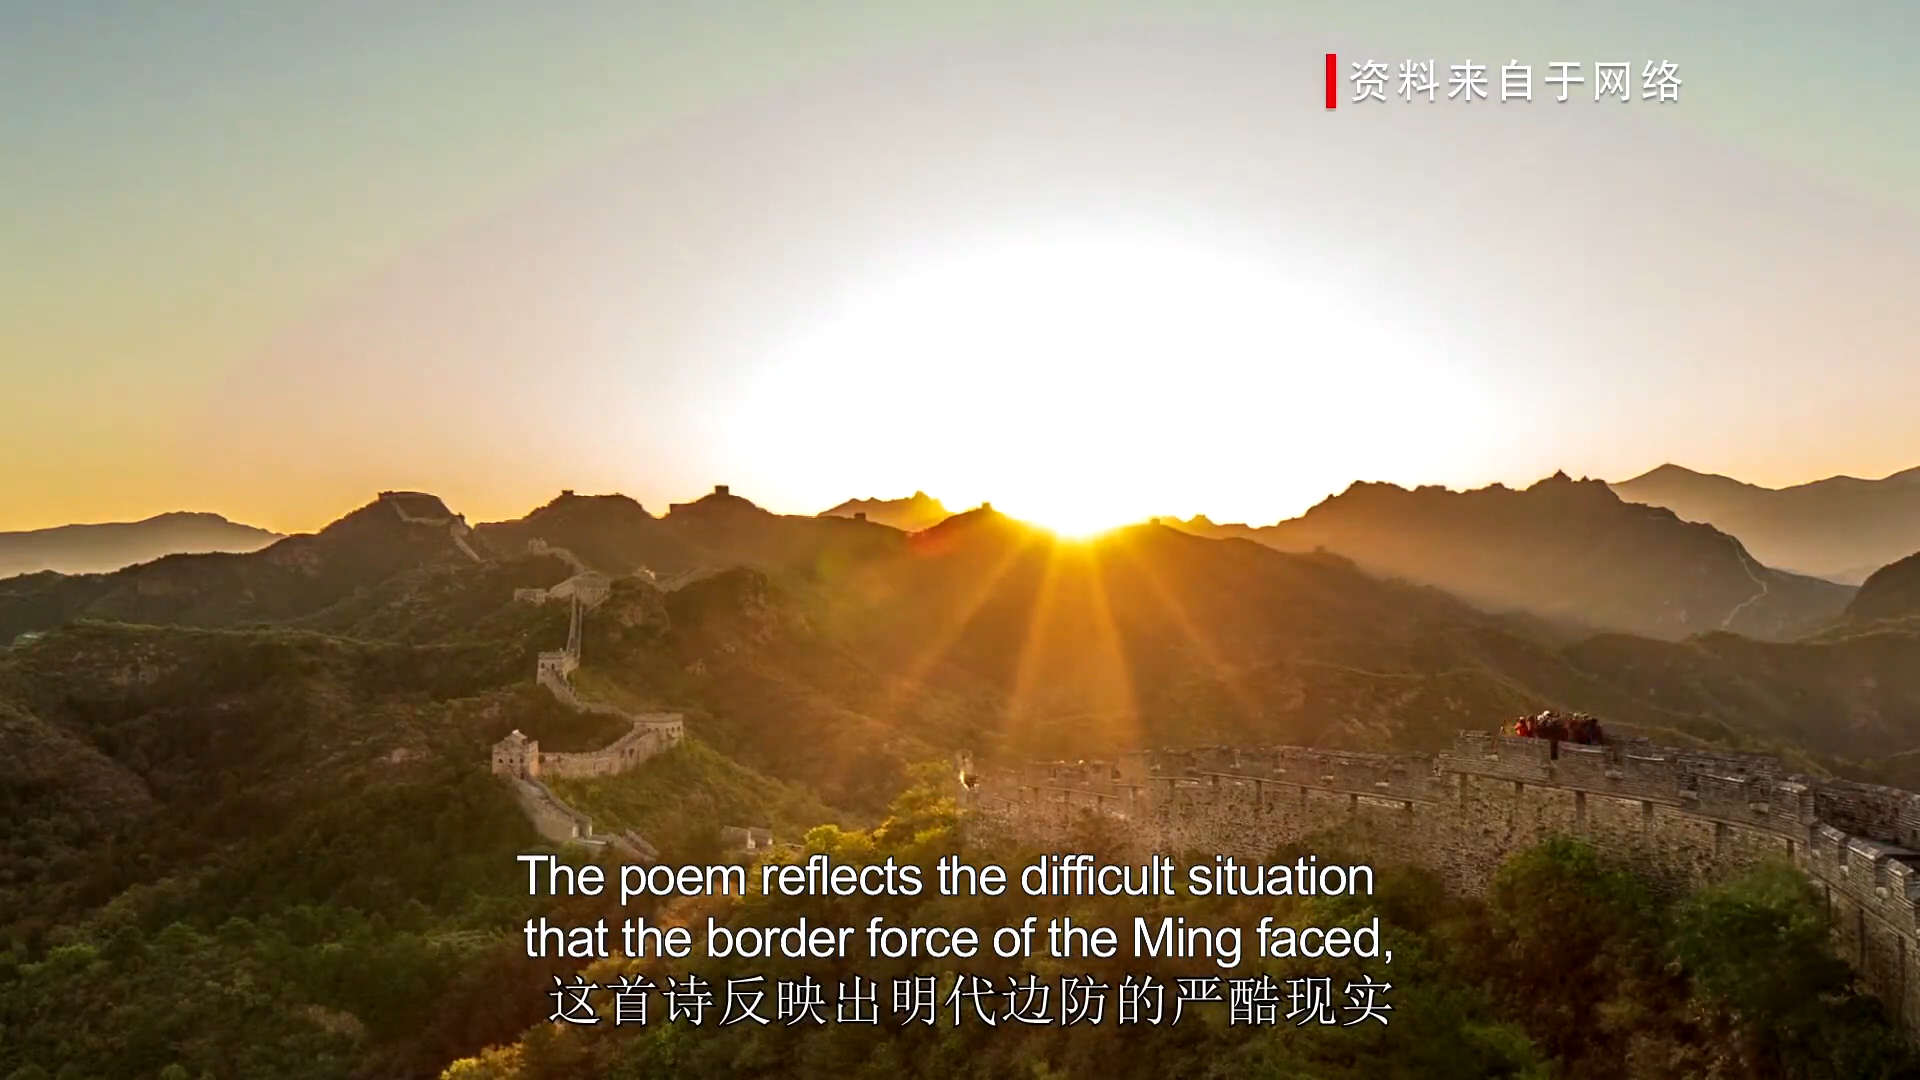 资料来自于网络
The poem reflects the difficult situation
that the border force of the Ming faced,
这首诗反映出明代边防的严酷现实